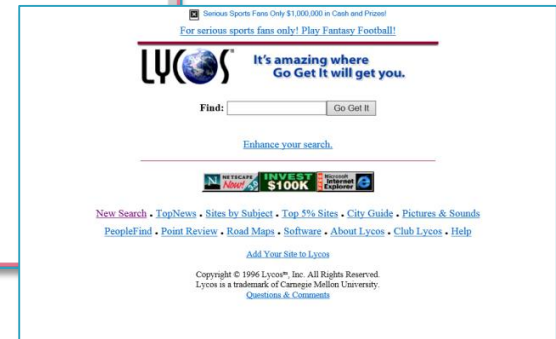 Serious Sports Fans Only $1,000,000 in Cash and Prizes!
For serious sports fans only! Play Fantasy Football!
LYCOS®
It's amazing where
Go Get It will get you.
Find: Go Get It
Enhance your search.
N NETSCAPE Now! INVEST $100K Microsoft Internet Explorer
New Search • TopNews • Sites by Subject • Top 5% Sites • City Guide • Pictures & Sounds
PeopleFind • Point Review • Road Maps • Software • About Lycos • Club Lycos • Help
Add Your Site to Lycos
Copyright © 1996 Lycos™, Inc. All Rights Reserved.
Lycos is a trademark of Carnegie Mellon University.
Questions & Comments